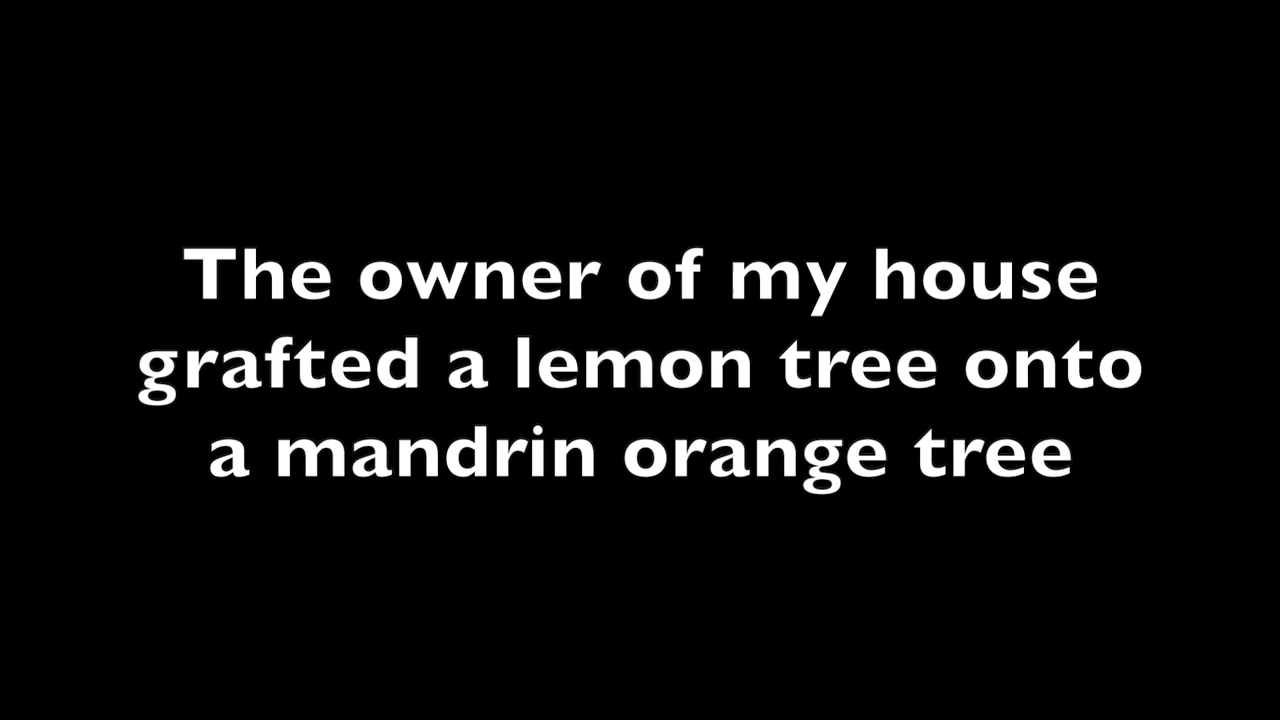 The owner of my house
grafted a lemon tree onto
a mandrin orange tree